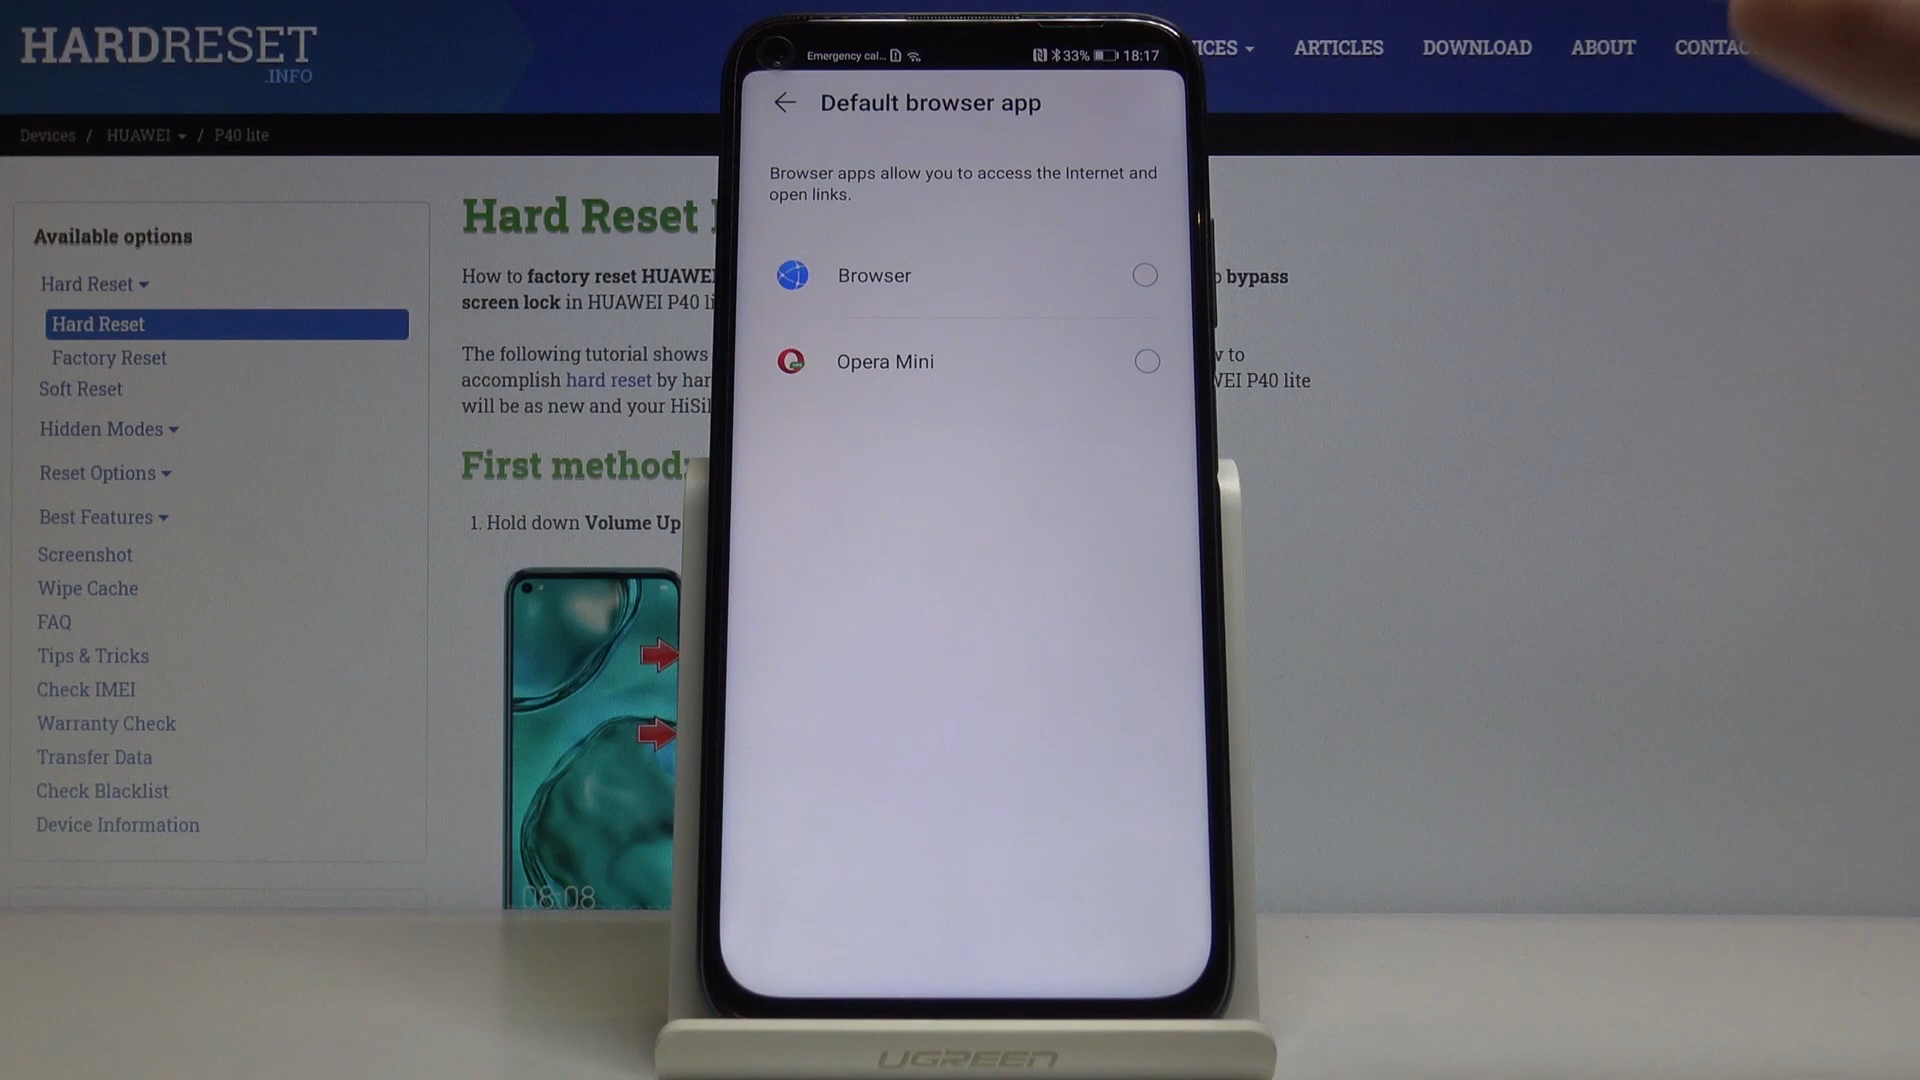 HARDRESET
.INFO
ARTICLES
DOWNLOAD
ABOUT
Devices / HUAWEI / P40 lite
Available options
Hard Reset
Hard Reset
Factory Reset
Soft Reset
Hidden Modes
Reset Options
Best Features
Screenshot
Wipe Cache
FAQ
Tips & Tricks
Check IMEI
Warranty Check
Transfer Data
Check Blacklist
Device Information
Hard Reset
How to factory reset HUAWEI
bypass
screen lock in HUAWEI P40 li
The following tutorial shows
to
accomplish hard reset by har
WEI P40 lite
will be as new and your HiSil
First method:
1. Hold down Volume Up
08:08
Emergency cal... 33% 18:17
Default browser app
Browser apps allow you to access the Internet and
open links.
Browser
Opera Mini
UGREEN